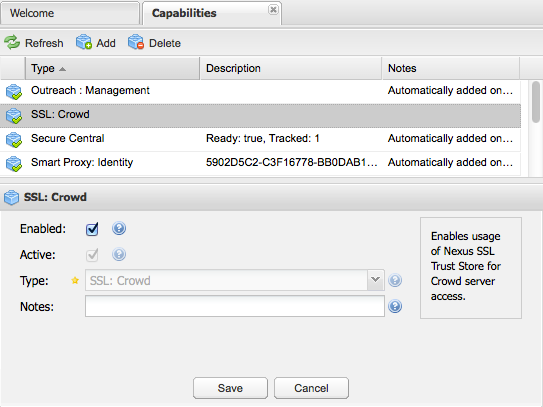 Welcome
Capabilities
Refresh Add Delete
Type Description Notes
Outreach : Management Automatically added on...
SSL: Crowd
Secure Central Ready: true, Tracked: 1 Automatically added on...
Smart Proxy: Identity 5902D5C2-C3F16778-BB0DAB1... Automatically added on...
SSL: Crowd
Enabled:
Active:
Type: SSL: Crowd
Notes:
Enables usage
of Nexus SSL
Trust Store for
Crowd server
access.
Save Cancel